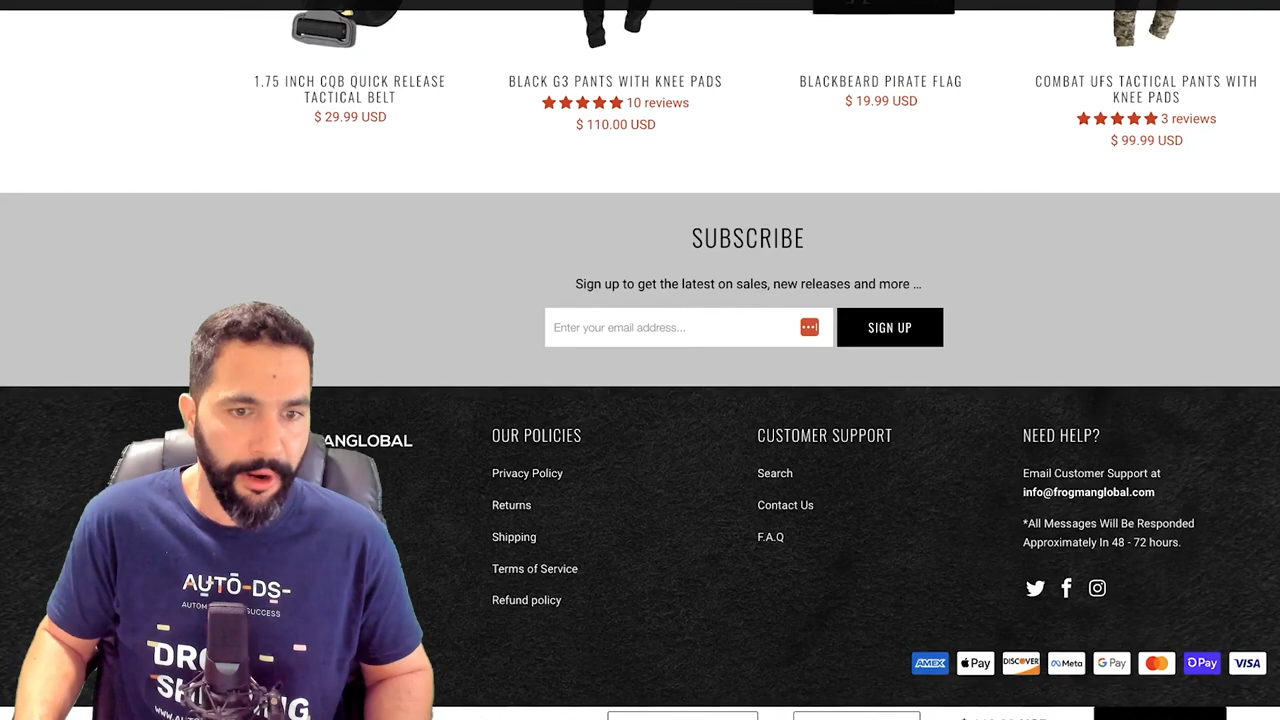 1.75 INCH CQB QUICK RELEASE
TACTICAL BELT
$ 29.99 USD
BLACK G3 PANTS WITH KNEE PADS
10 reviews
$ 110.00 USD
BLACKBEARD PIRATE FLAG
$ 19.99 USD
COMBAT UFS TACTICAL PANTS WITH
KNEE PADS
3 reviews
$ 99.99 USD
SUBSCRIBE
Sign up to get the latest on sales, new releases and more …
Enter your email address...
SIGN UP
ANGLOBAL
OUR POLICIES
Privacy Policy
Returns
Shipping
Terms of Service
Refund policy
CUSTOMER SUPPORT
Search
Contact Us
F.A.Q
NEED HELP?
Email Customer Support at
info@frogmanglobal.com
*All Messages Will Be Responded
Approximately In 48 - 72 hours.
AMEX
Pay
DISCOVER
Meta
G Pay
Pay
VISA
AUTO-DS-